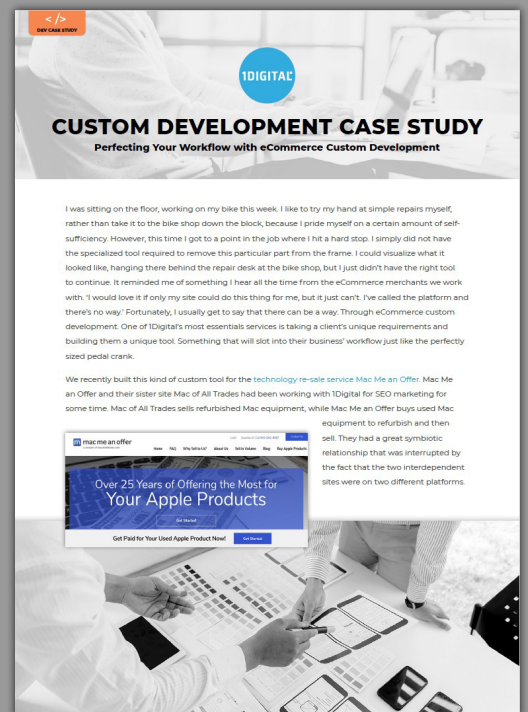 </>
DEV CASE STUDY
1DIGITAL
CUSTOM DEVELOPMENT CASE STUDY
Perfecting Your Workflow with eCommerce Custom Development
I was sitting on the floor, working on my bike this week. I like to try my hand at simple repairs myself,
rather than take it to the bike shop down the block, because I pride myself on a certain amount of self-
sufficiency. However, this time I got to a point in the job where I hit a hard stop. I simply did not have
the specialized tool required to remove this particular part from the frame. I could visualize what it
looked like, hanging there behind the repair desk at the bike shop, but I just didn't have the right tool
to continue. It reminded me of something I hear all the time from the eCommerce merchants we work
with. 'I would love it if only my site could do this thing for me, but it just can't. I've called the platform and
there's no way.' Fortunately, I usually get to say that there can be a way. Through eCommerce custom
development. One of 1Digital's most essentials services is taking a client's unique requirements and
building them a unique tool. Something that will slot into their business' workflow just like the perfectly
sized pedal crank.
We recently built this kind of custom tool for the technology re-sale service Mac Me an Offer. Mac Me
an Offer and their sister site Mac of All Trades had been working with 1Digital for SEO marketing for
some time. Mac of All Trades sells refurbished Mac equipment, while Mac Me an Offer buys used Mac
equipment to refurbish and then
sell. They had a great symbiotic
relationship that was interrupted by
the fact that the two interdependent
sites were on two different platforms.
mac me an offer
Home FAQ Why Sell to Us? About Us Sell in Volume Blog Buy Apple Products
Over 25 Years of Offering the Most for
Your Apple Products
Get Started
Get Paid for Your Used Apple Product Now! Get Started